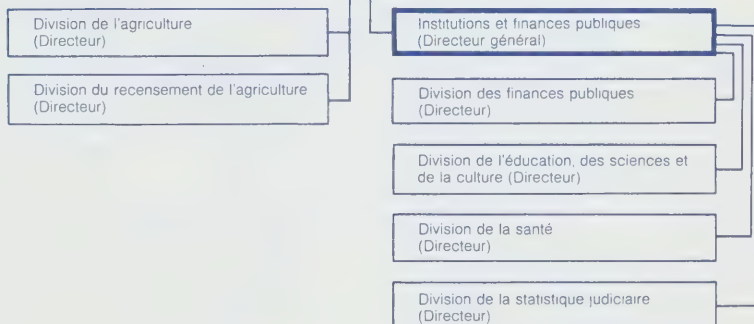 Division de l'agriculture
(Directeur)
Division du recensement de l'agriculture
(Directeur)
Institutions et finances publiques
(Directeur général)
Division des finances publiques
(Directeur)
Division de l'éducation, des sciences et
de la culture (Directeur)
Division de la santé
(Directeur)
Division de la statistique judiciaire
(Directeur)